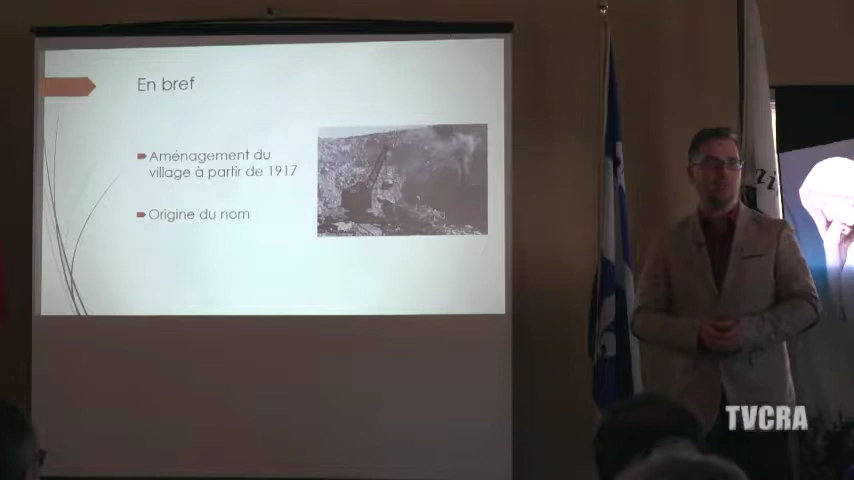 En bref
Aménagement du
village à partir de 1917
Origine du nom
TVCRA